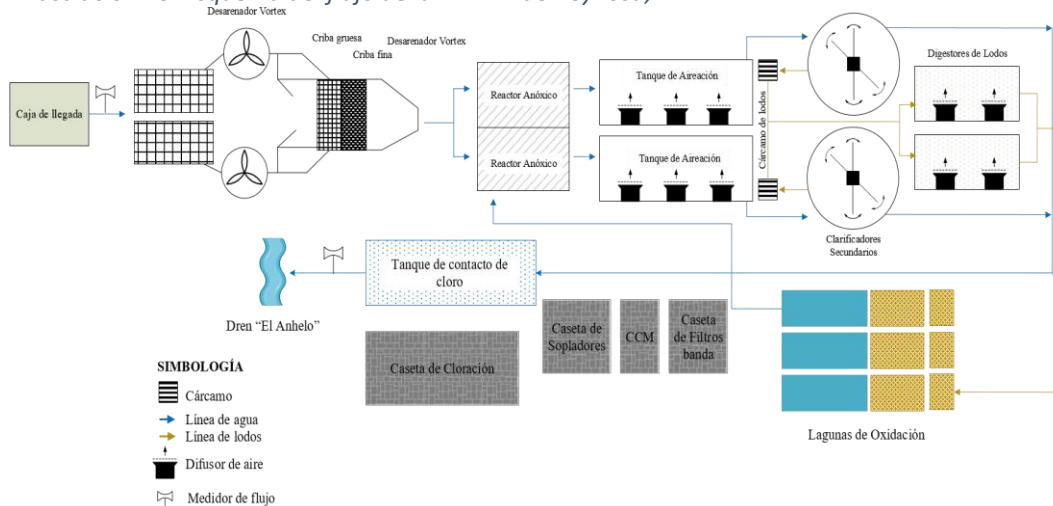 Desarenador Vortex
Criba gruesa
Criba fina
Desarenador Vortex
Caja de llegada
Reactor Anóxico
Reactor Anóxico
Tanque de Aireación
Tanque de Aireación
Cárcamo de lodos
Digestores de Lodos
Clarificadores
Secundarios
Tanque de contacto de
cloro
Dren “El Anhelo”
Caseta de
Sopladores
CCM
Caseta
de Filtros
banda
Caseta de Cloración
Lagunas de Oxidación
SIMBOLOGÍA
Cárcamo
Línea de agua
Línea de lodos
Difusor de aire
Medidor de flujo